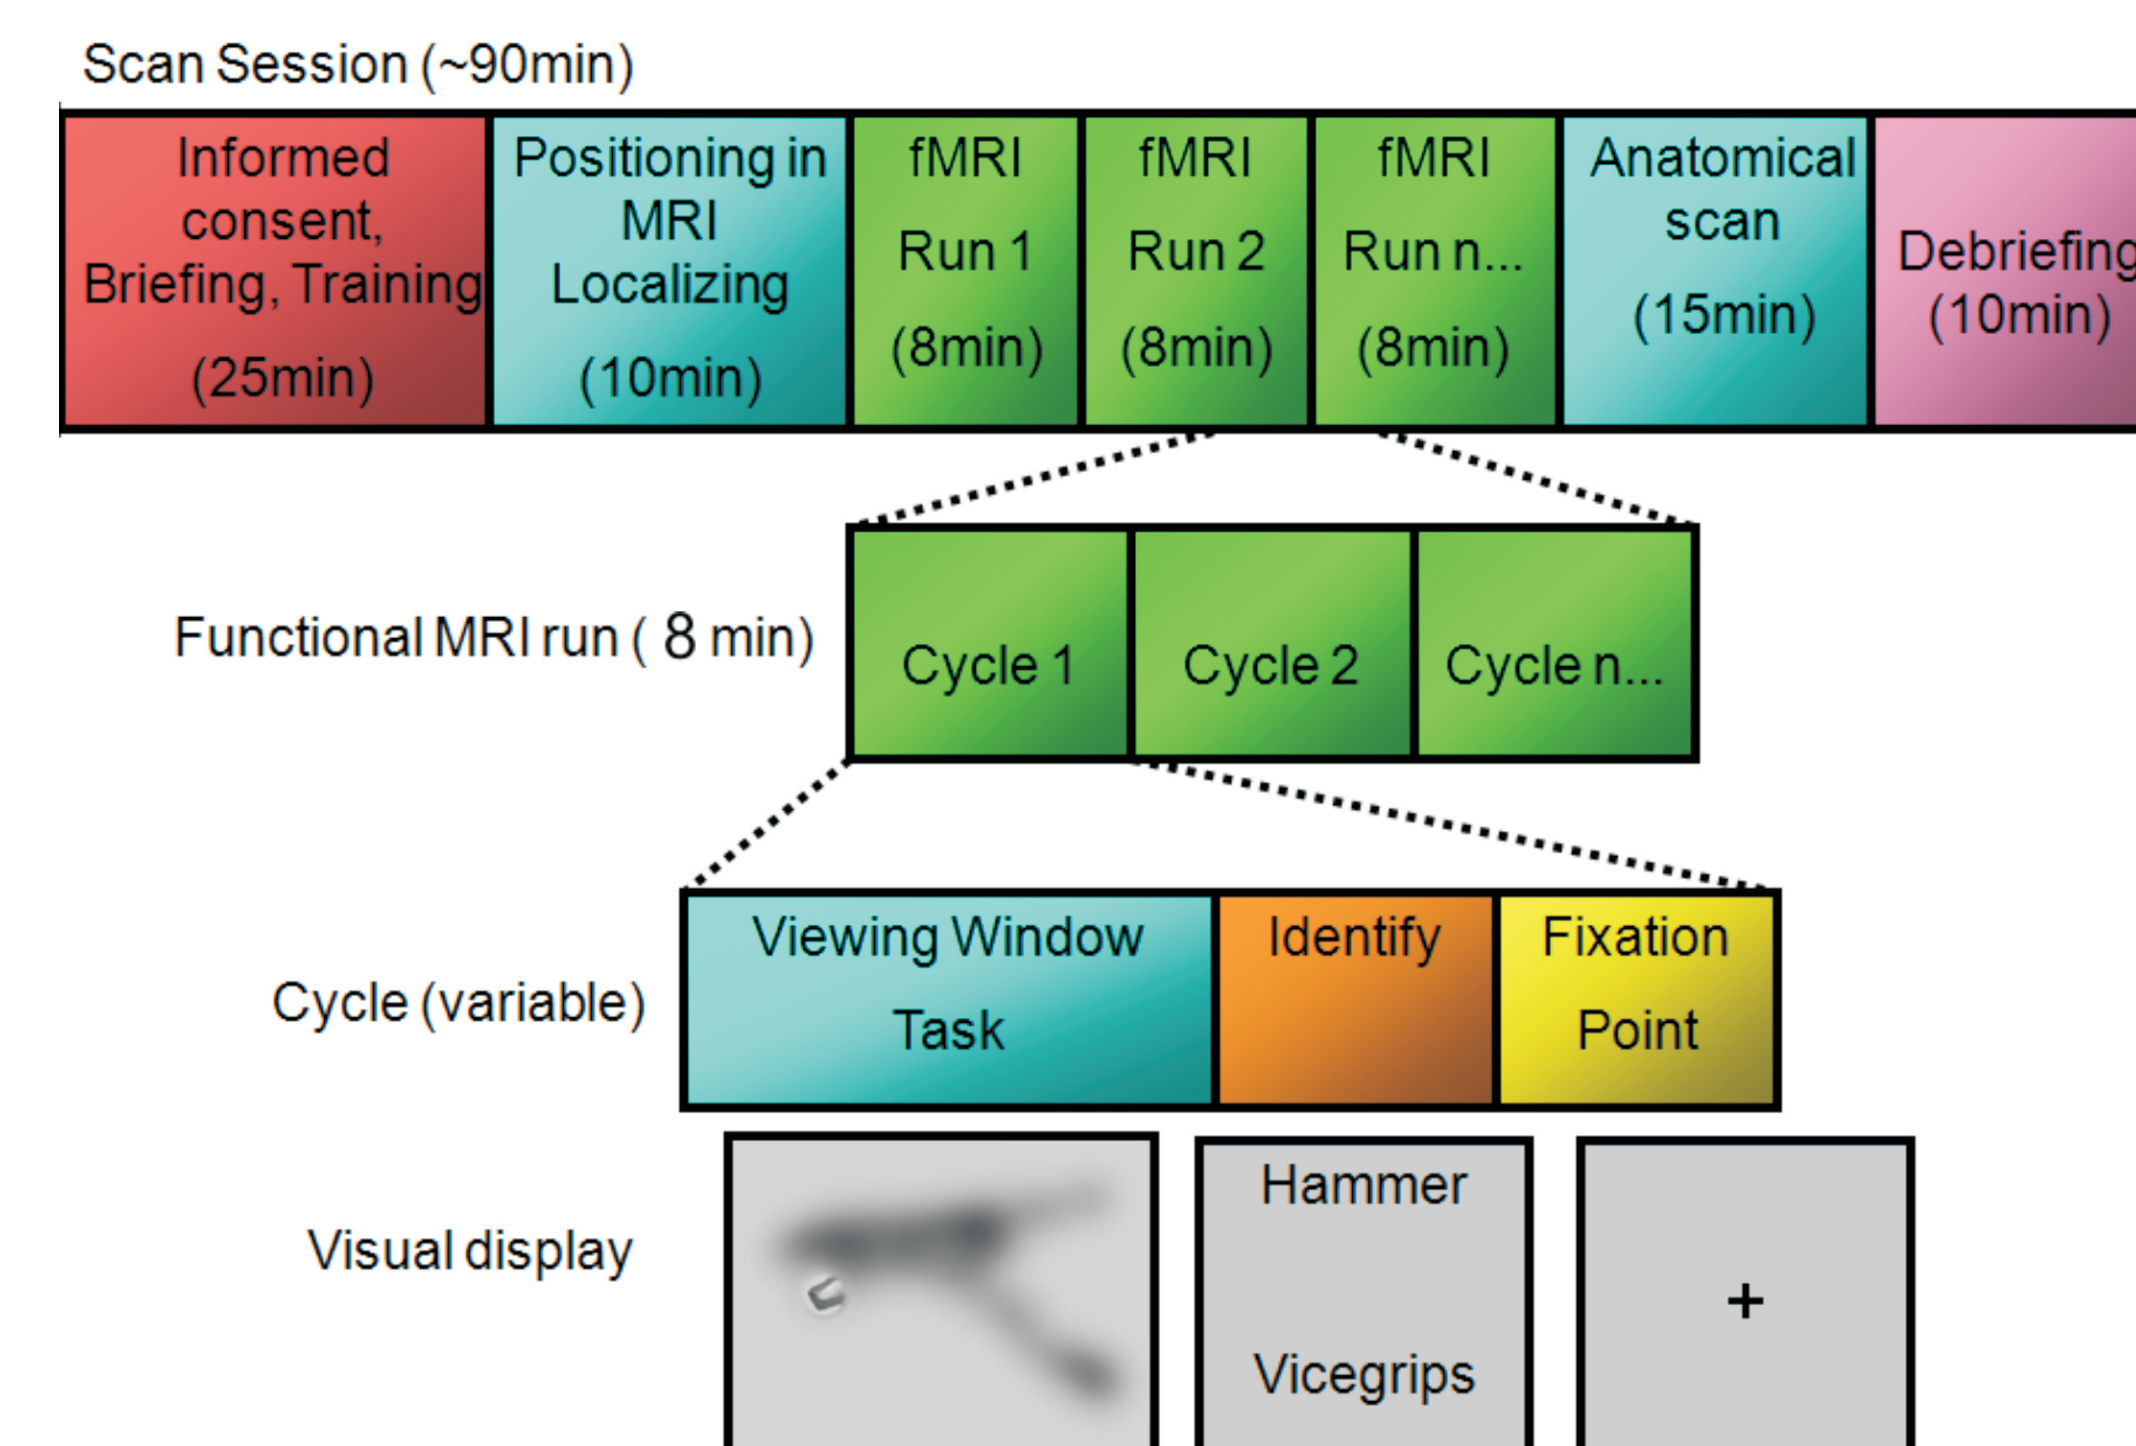 Scan Session (~90min)
Informed
consent,
Briefing, Training
(25min)
Positioning in
MRI
Localizing
(10min)
fMRI
Run 1
(8min)
fMRI
Run 2
(8min)
fMRI
Run n...
(8min)
Anatomical
scan
(15min)
Debriefing
(10min)
Functional MRI run ( 8 min)
Cycle 1
Cycle 2
Cycle n...
Cycle (variable)
Viewing Window
Task
Identify
Fixation
Point
Visual display
Hammer
Vicegrips
+